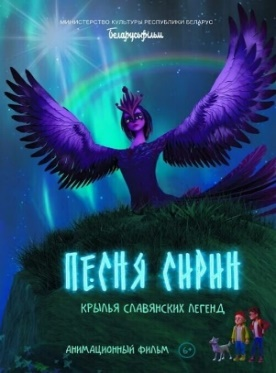 МИНИСТЕРСТВО КУЛЬТУРЫ РЕСПУБЛИКИ БЕЛАРУСЬ
Беларусьфильм
ПЕСНЯ СИРИН
КРЫЛЬЯ СЛАВЯНСКИХ ЛЕГЕНД
АНИМАЦИОННЫЙ ФИЛЬМ 6+